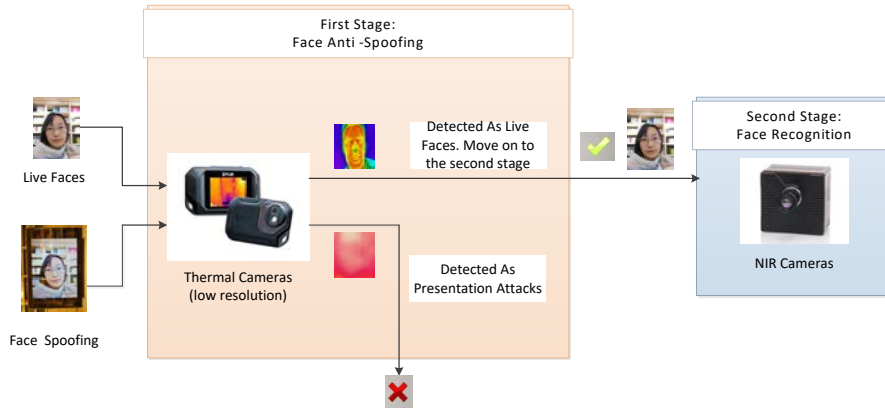 First Stage:
Face Anti -Spoofing
Live Faces
Face Spoofing
Thermal Cameras
(low resolution)
Detected As Live
Faces. Move on to
the second stage
Detected As
Presentation Attacks
Second Stage:
Face Recognition
NIR Cameras